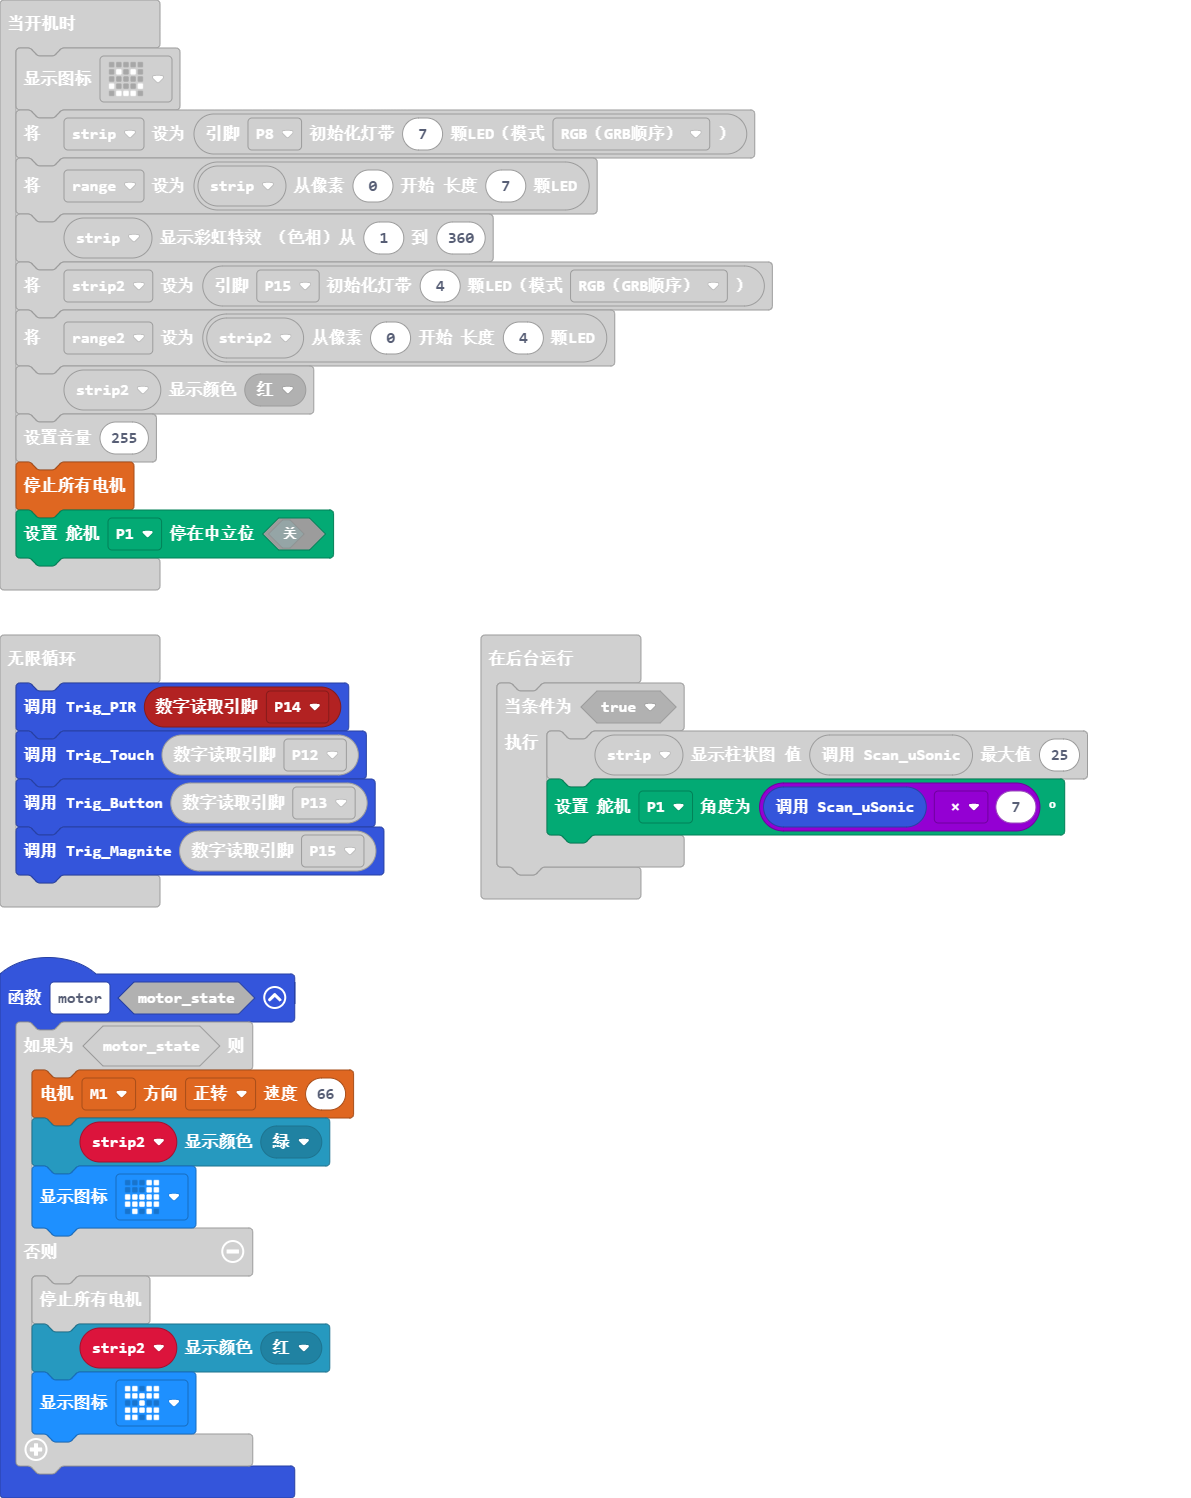 当开机时
显示图标
将 strip 设为 引脚 P8 初始化灯带 7 颗LED（模式 RGB（GRB顺序） ）
将 range 设为 strip 从像素 0 开始 长度 7 颗LED
strip 显示彩虹特效 （色相）从 1 到 360
将 strip2 设为 引脚 P15 初始化灯带 4 颗LED（模式 RGB（GRB顺序） ）
将 range2 设为 strip2 从像素 0 开始 长度 4 颗LED
strip2 显示颜色 红
设置音量 255
停止所有电机
设置 舵机 P1 停在中立位 关
无限循环
调用 Trig_PIR 数字读取引脚 P14
调用 Trig_Touch 数字读取引脚 P12
调用 Trig_Button 数字读取引脚 P13
调用 Trig_Magnite 数字读取引脚 P15
在后台运行
当条件为 true
执行
strip 显示柱状图 值 调用 Scan_uSonic 最大值 25
设置 舵机 P1 角度为 调用 Scan_uSonic × 7 °
函数 motor motor_state
如果为 motor_state 则
电机 M1 方向 正转 速度 66
strip2 显示颜色 绿
显示图标
否则
停止所有电机
strip2 显示颜色 红
显示图标